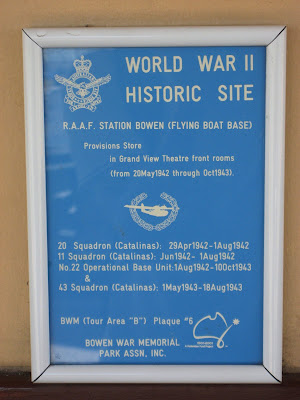 WORLD WAR II
HISTORIC SITE
R.A.A.F. STATION BOWEN (FLYING BOAT BASE)
Provisions Store
in Grand View Theatre front rooms
(from 20May1942 through Oct1943).
20 Squadron (Catalinas): 29Apr1942-1Aug1942
11 Squadron (Catalinas): Jun1942- 1Aug1942
No.22 Operational Base Unit:1Aug1942-10Oct1943
&
43 Squadron (Catalinas): 1May1943-18Aug1943
BWM (Tour Area "B") Plaque #6
BOWEN WAR MEMORIAL
PARK ASSN, INC.